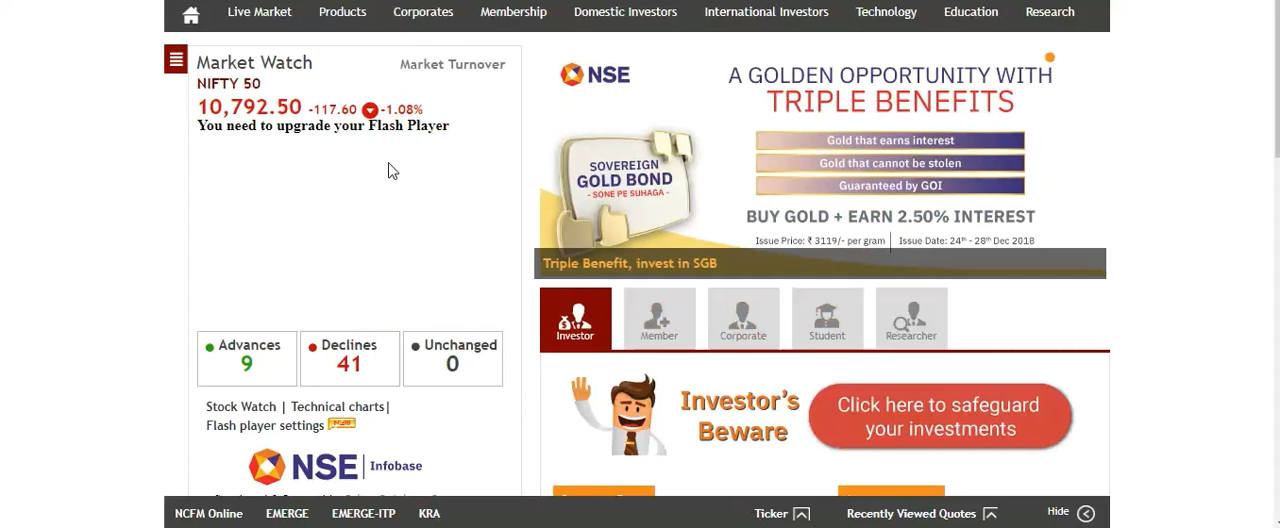 Live Market Products Corporates Membership Domestic Investors International Investors Technology Education Research
Market Watch
Market Turnover
NIFTY 50
10,792.50 -117.60 -1.08%
You need to upgrade your Flash Player
Advances
9
Declines
41
Unchanged
0
Stock Watch | Technical charts|
Flash player settings
NSE | Infobase
NSE
A GOLDEN OPPORTUNITY WITH
TRIPLE BENEFITS
SOVEREIGN
GOLD BOND
- SONE PE SUHAGA -
Gold that earns interest
Gold that cannot be stolen
Guaranteed by GOI
BUY GOLD + EARN 2.50% INTEREST
Issue Price: ₹ 3119/- per gram | Issue Date: 24th - 28th Dec 2018
Triple Benefit, invest in SGB
Investor Member Corporate Student Researcher
Investor's
Beware
Click here to safeguard
your investments
NCFM Online EMERGE EMERGE-ITP KRA Ticker Recently Viewed Quotes Hide